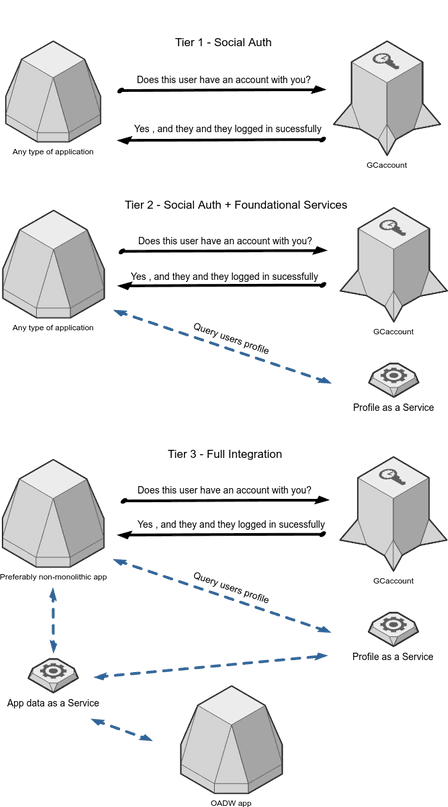 Tier 1 - Social Auth
Does this user have an account with you?
Yes , and they and they logged in sucessfully
Any type of application
GCaccount
Tier 2 - Social Auth + Foundational Services
Does this user have an account with you?
Yes , and they and they logged in sucessfully
Any type of application
GCaccount
Query users profile
Profile as a Service
Tier 3 - Full Integration
Does this user have an account with you?
Yes , and they and they logged in sucessfully
Preferably non-monolithic app
GCaccount
Query users profile
Profile as a Service
App data as a Service
OADW app